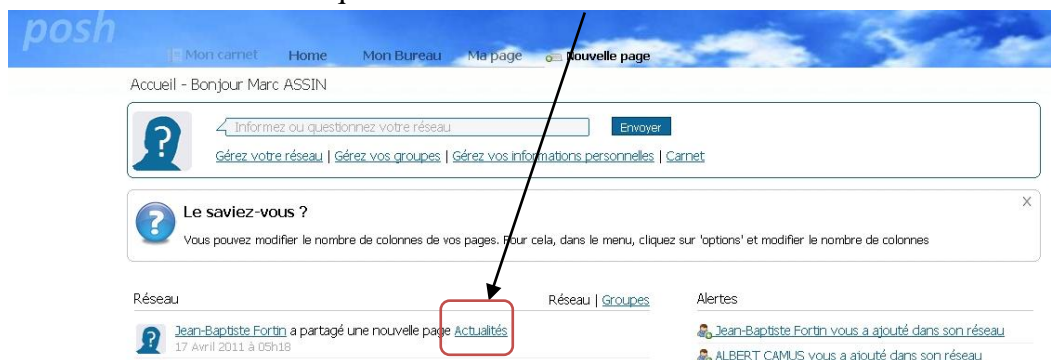 posh
Mon carnet Home Mon Bureau Ma page Nouvelle page
Accueil - Bonjour Marc ASSIN
Informez ou questionnez votre réseau Envoyer
Gérez votre réseau | Gérez vos groupes | Gérez vos informations personnelles | Carnet
Le saviez-vous ? X
Vous pouvez modifier le nombre de colonnes de vos pages. Pour cela, dans le menu, cliquez sur 'options' et modifier le nombre de colonnes
Réseau Réseau | Groupes Alertes
Jean-Baptiste Fortin a partagé une nouvelle page Actualités
17 Avril 2011 à 05h18
Jean-Baptiste Fortin vous a ajouté dans son réseau
ALBERT CAMUS vous a ajouté dans son réseau